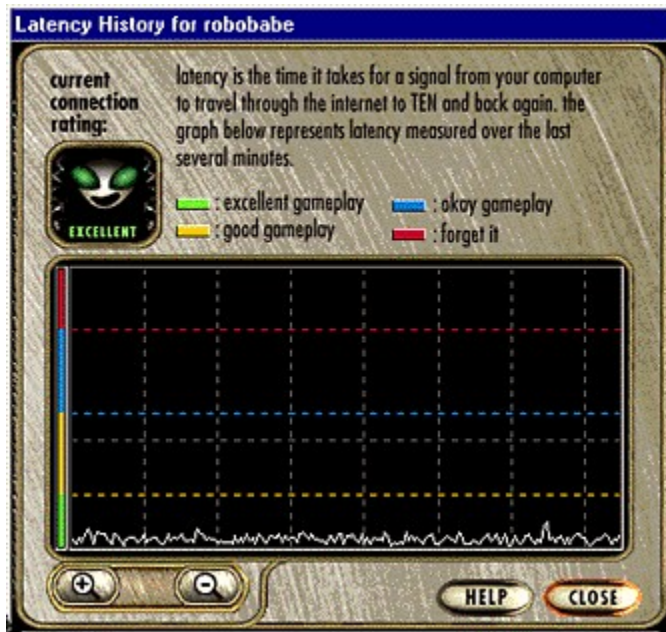 Latency History for robobabe
current
connection
rating:
EXCELLENT
latency is the time it takes for a signal from your computer
to travel through the internet to TEN and back again. the
graph below represents latency measured over the last
several minutes.
: excellent gameplay
: okay gameplay
: good gameplay
: forget it
HELP
CLOSE